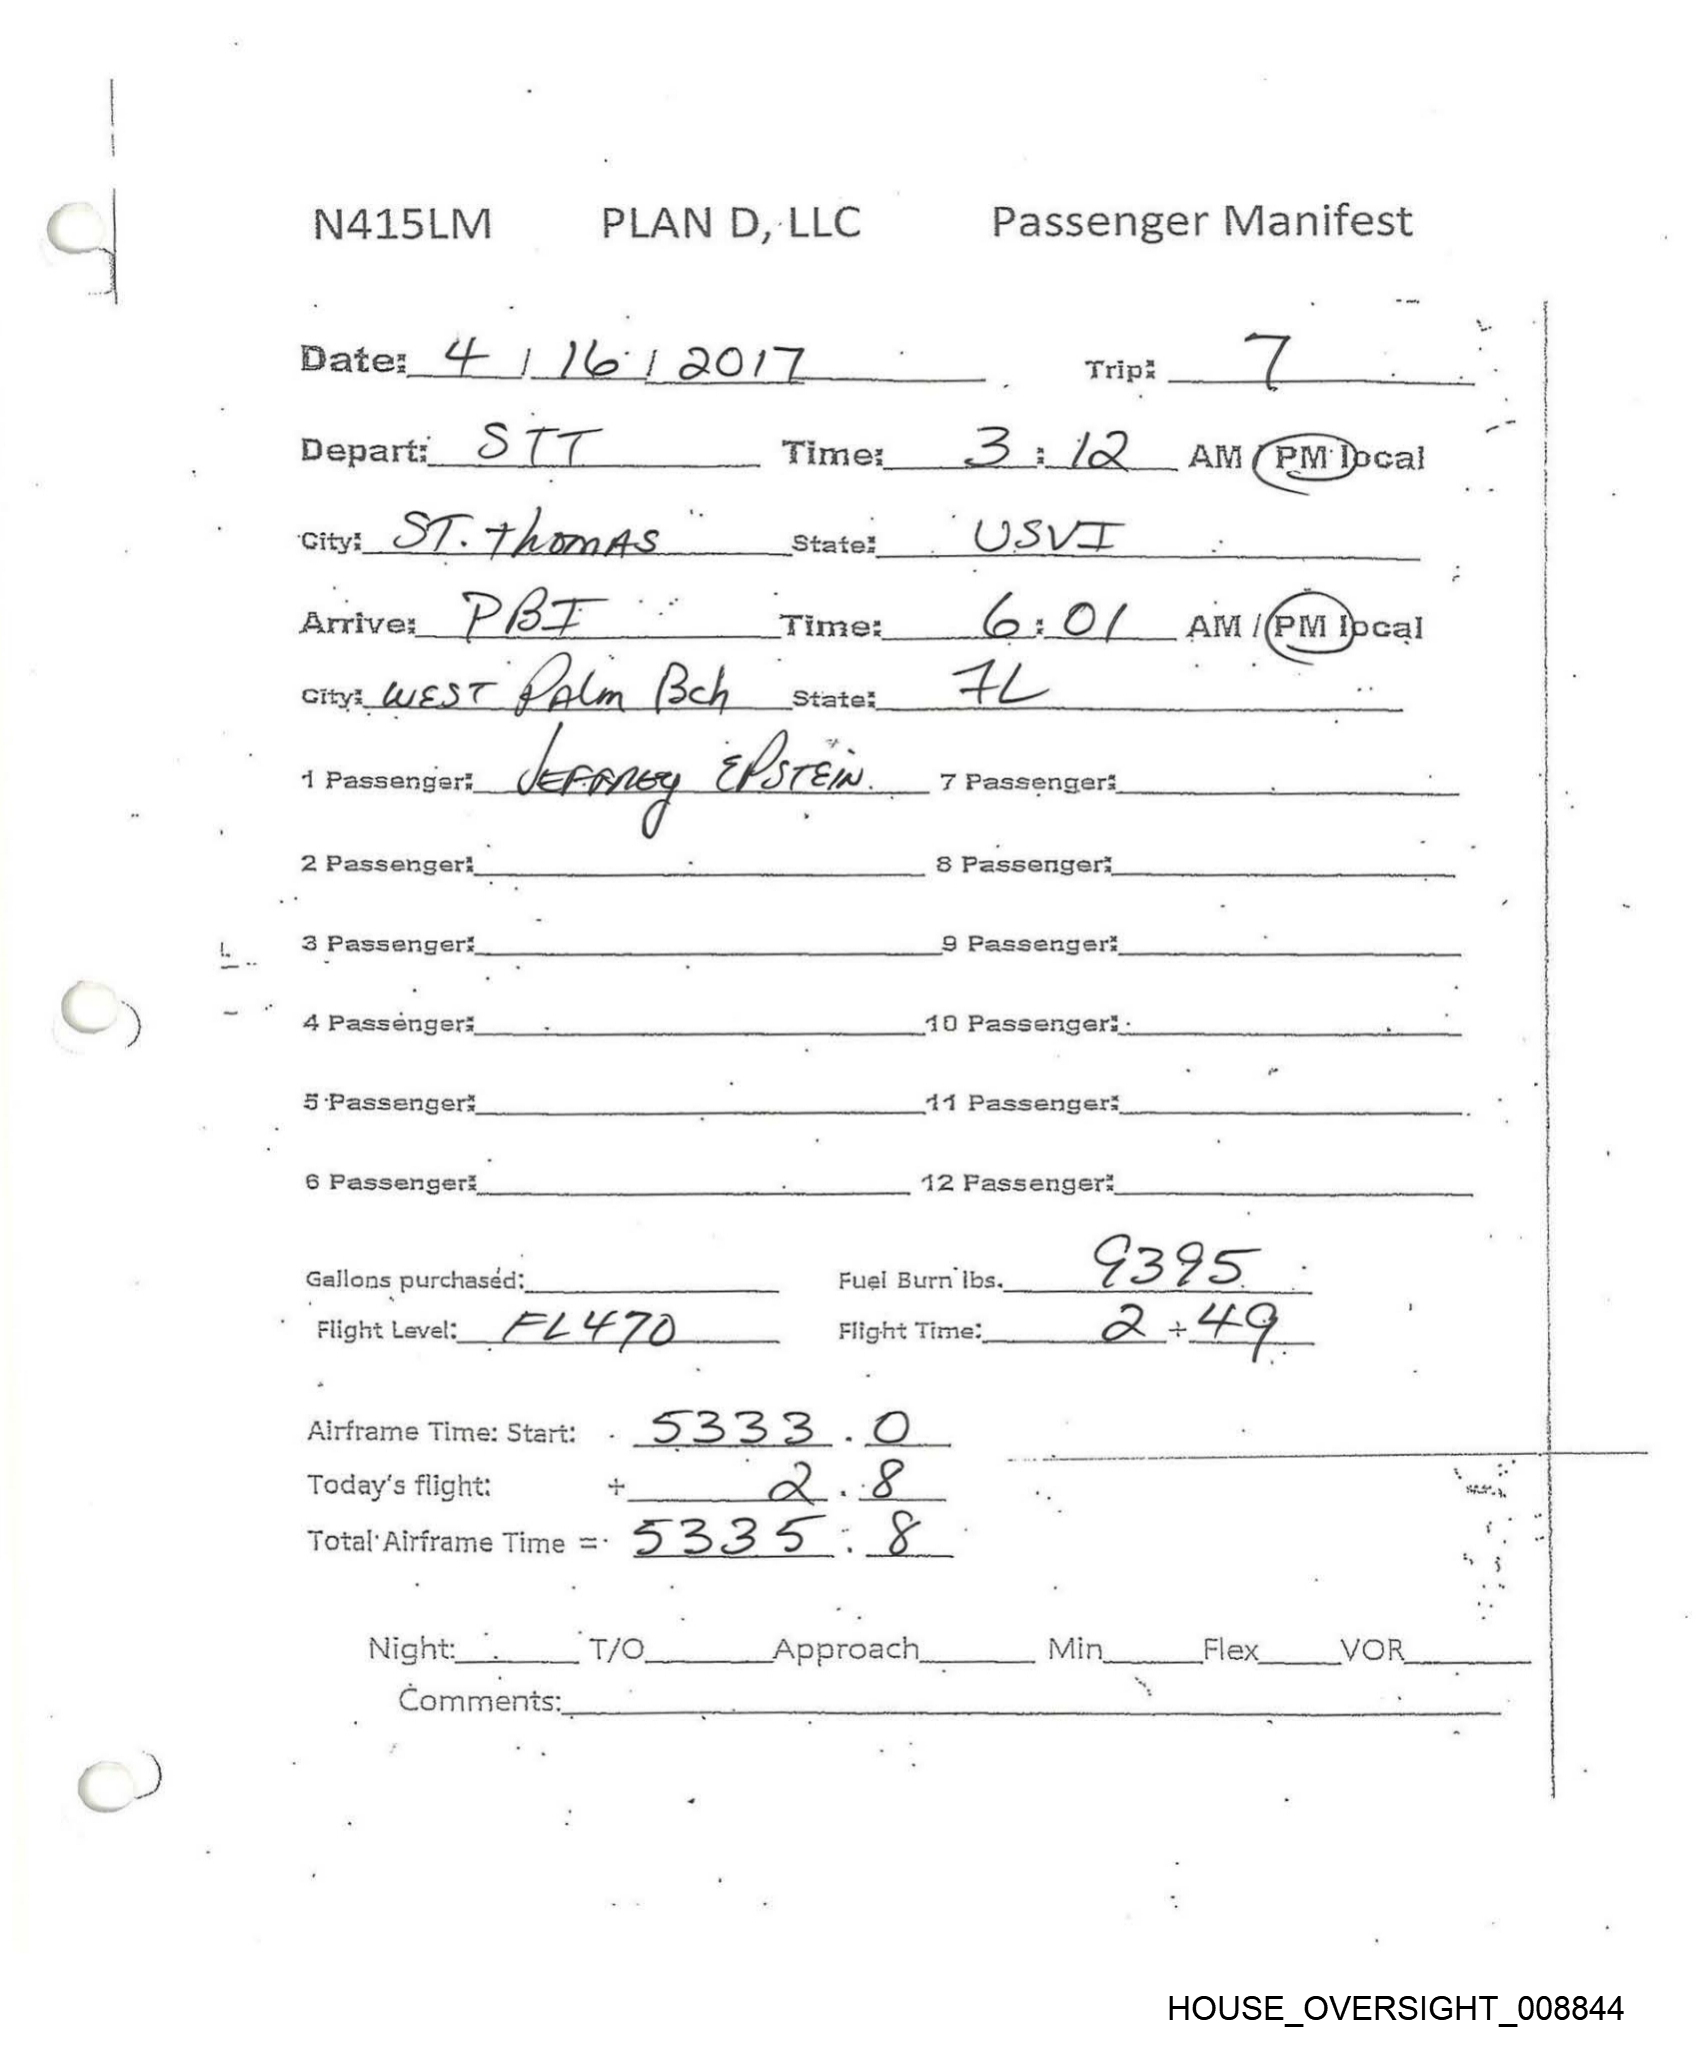 N415LM PLAN D, LLC Passenger Manifest
Date: 4 / 16 / 2017 Trip: 7
Depart: STT Time: 3 : 12 AM / PM local
City: ST. Thomas State: USVI
Arrive: PBI Time: 6 : 01 AM / PM local
City: WEST Palm Bch State: FL
1 Passenger: JEFFREY EPSTEIN 7 Passenger:
2 Passenger: 8 Passenger:
3 Passenger: 9 Passenger:
4 Passenger: 10 Passenger:
5 Passenger: 11 Passenger:
6 Passenger: 12 Passenger:
Gallons purchased: Fuel Burn lbs. 9395
Flight Level: FL470 Flight Time: 2 + 49
Airframe Time: Start: 5333 . 0
Today's flight: + 2 . 8
Total Airframe Time = 5335 . 8
Night: T/O Approach Min Flex VOR
Comments:
HOUSE_OVERSIGHT_008844